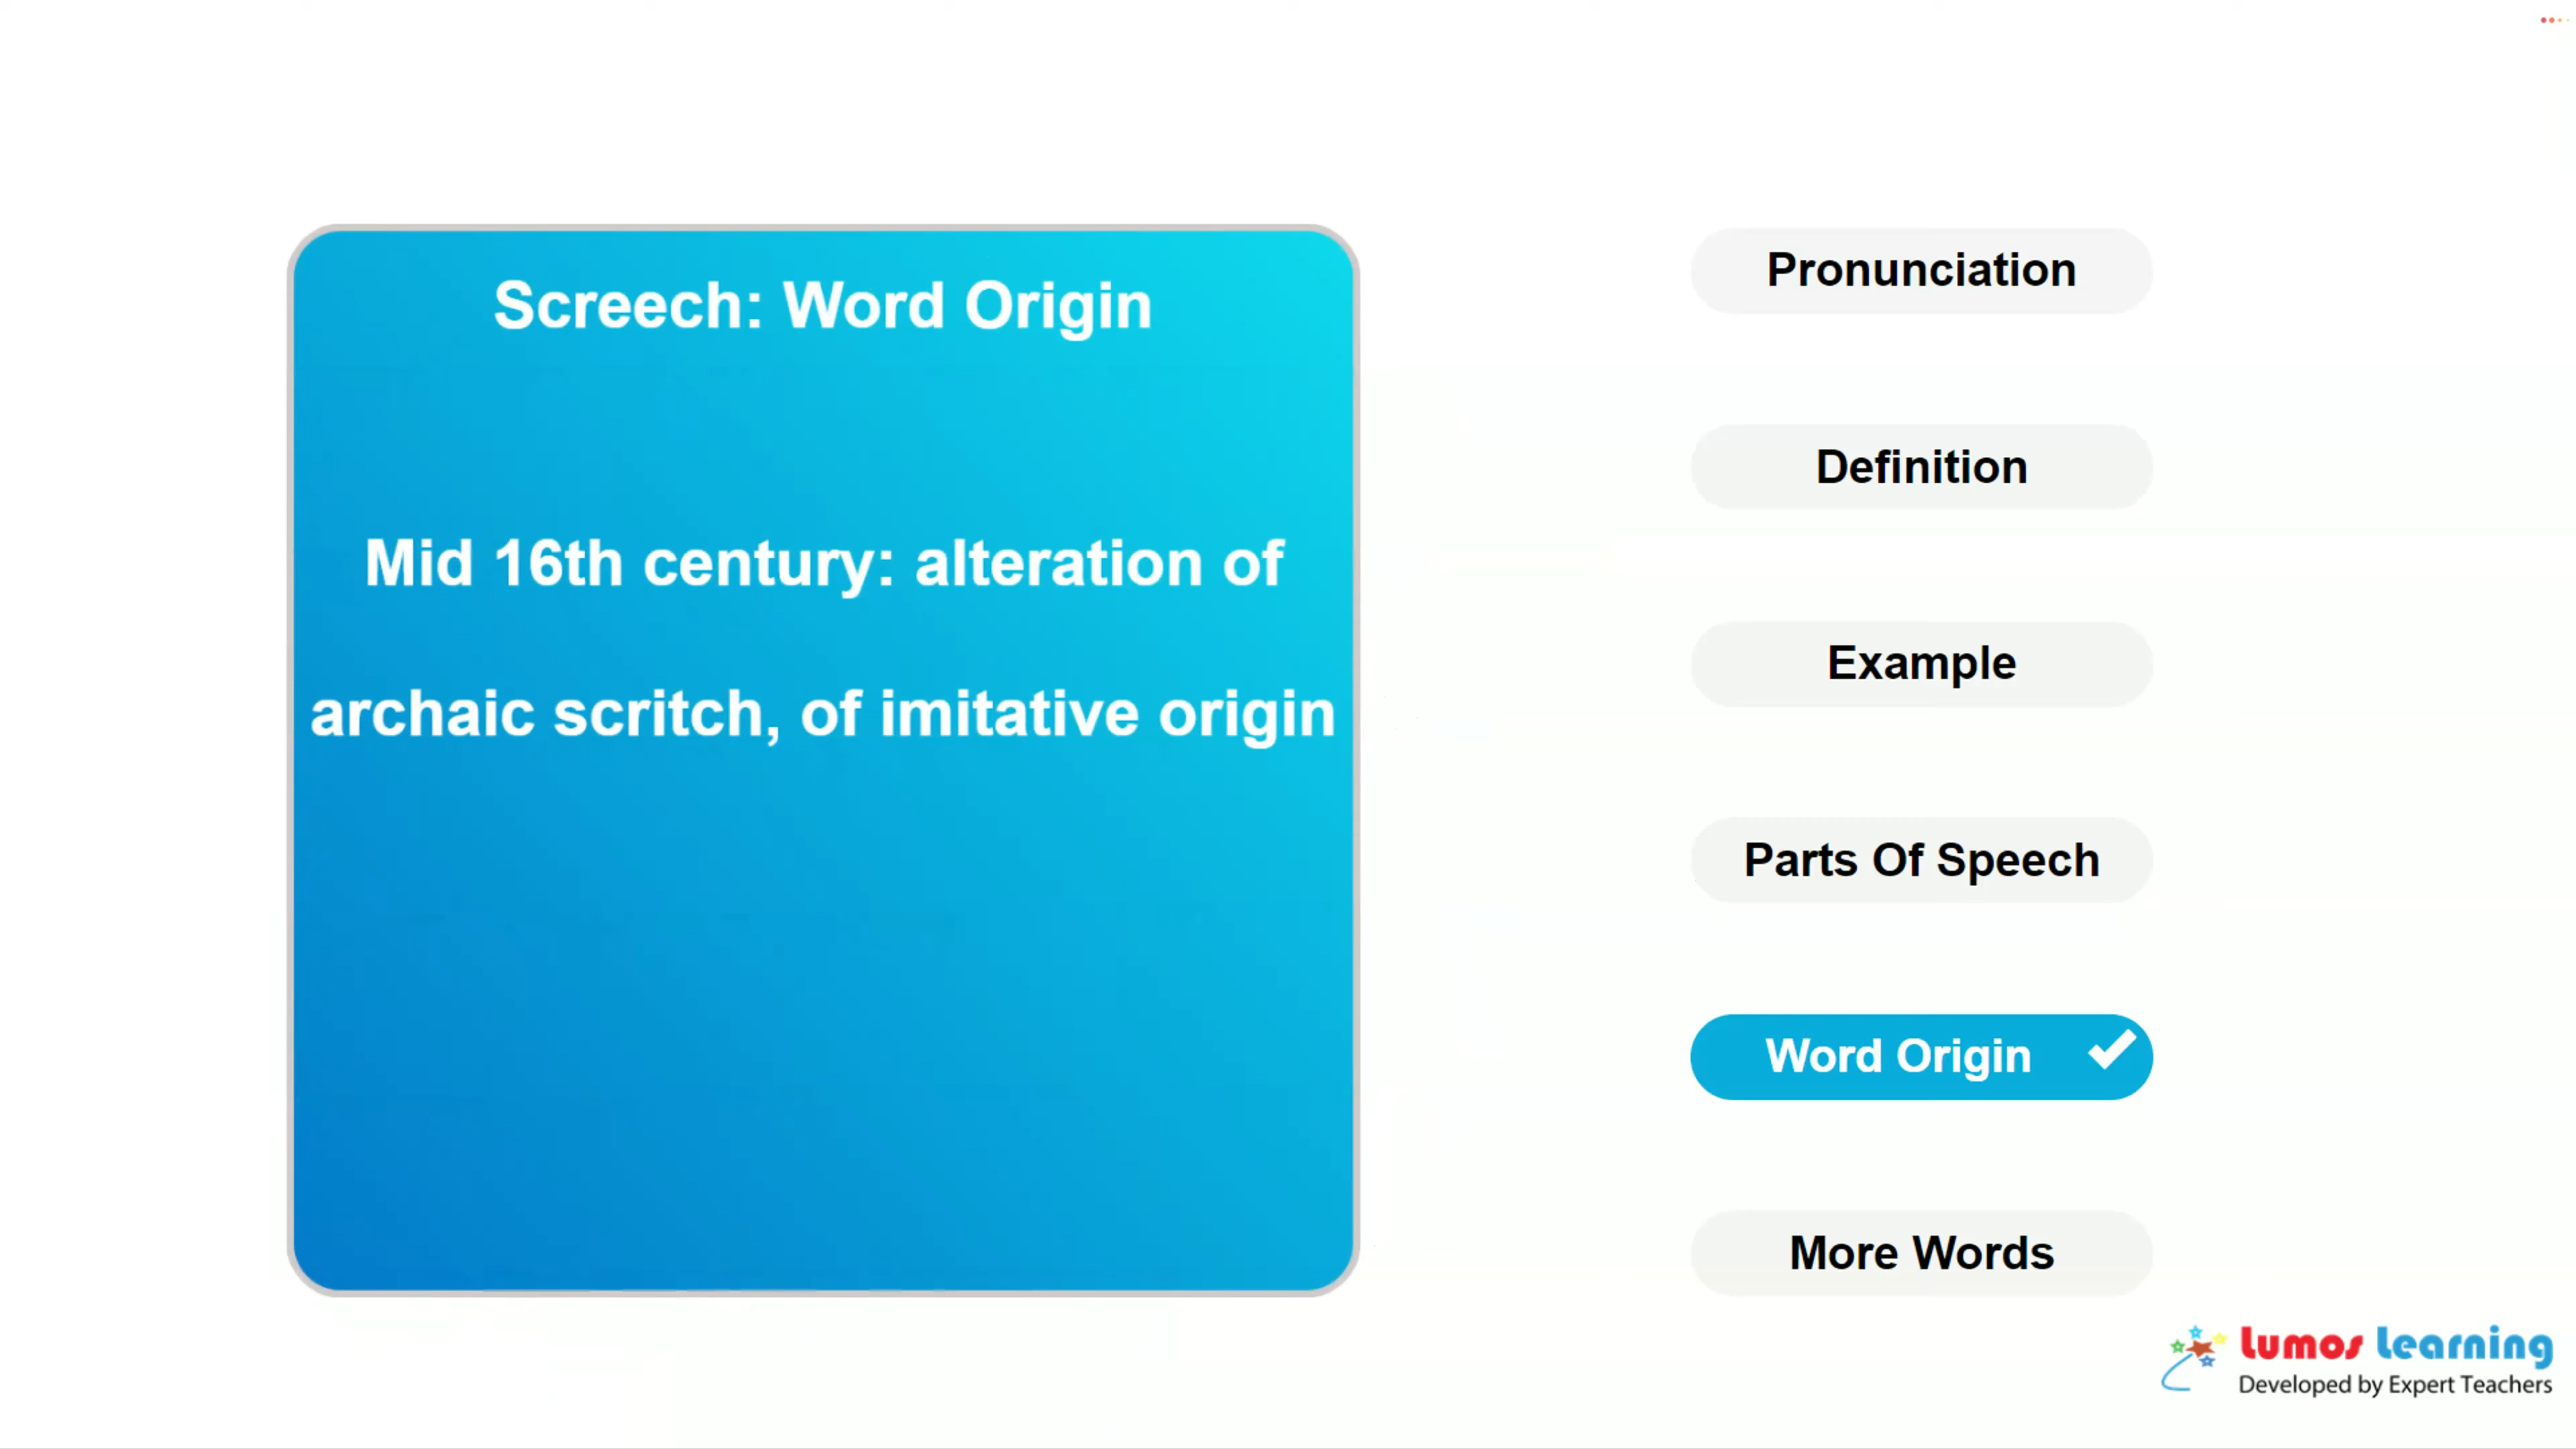 Screech: Word Origin
Mid 16th century: alteration of
archaic scritch, of imitative origin
Pronunciation
Definition
Example
Parts Of Speech
Word Origin
More Words
Lumos Learning
Developed by Expert Teachers